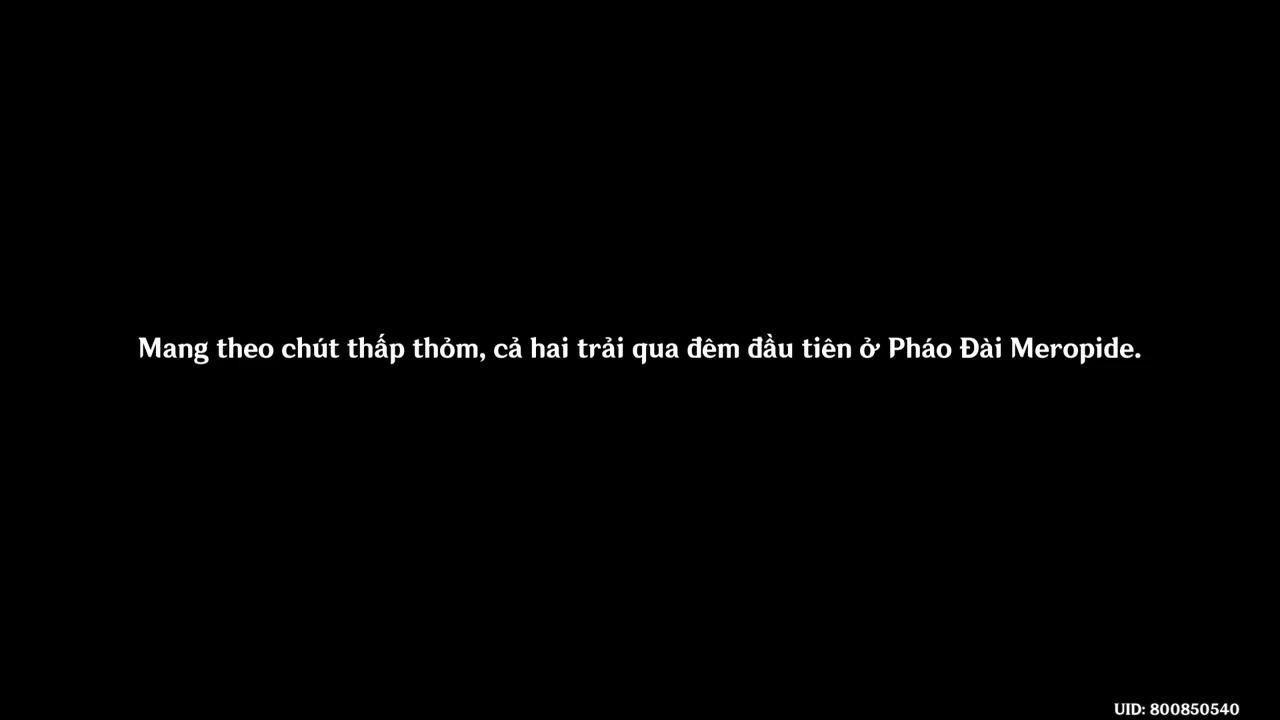 Mang theo chút thấp thỏm, cả hai trải qua đêm đầu tiên ở Pháo Đài Meropide.
UID: 800850540